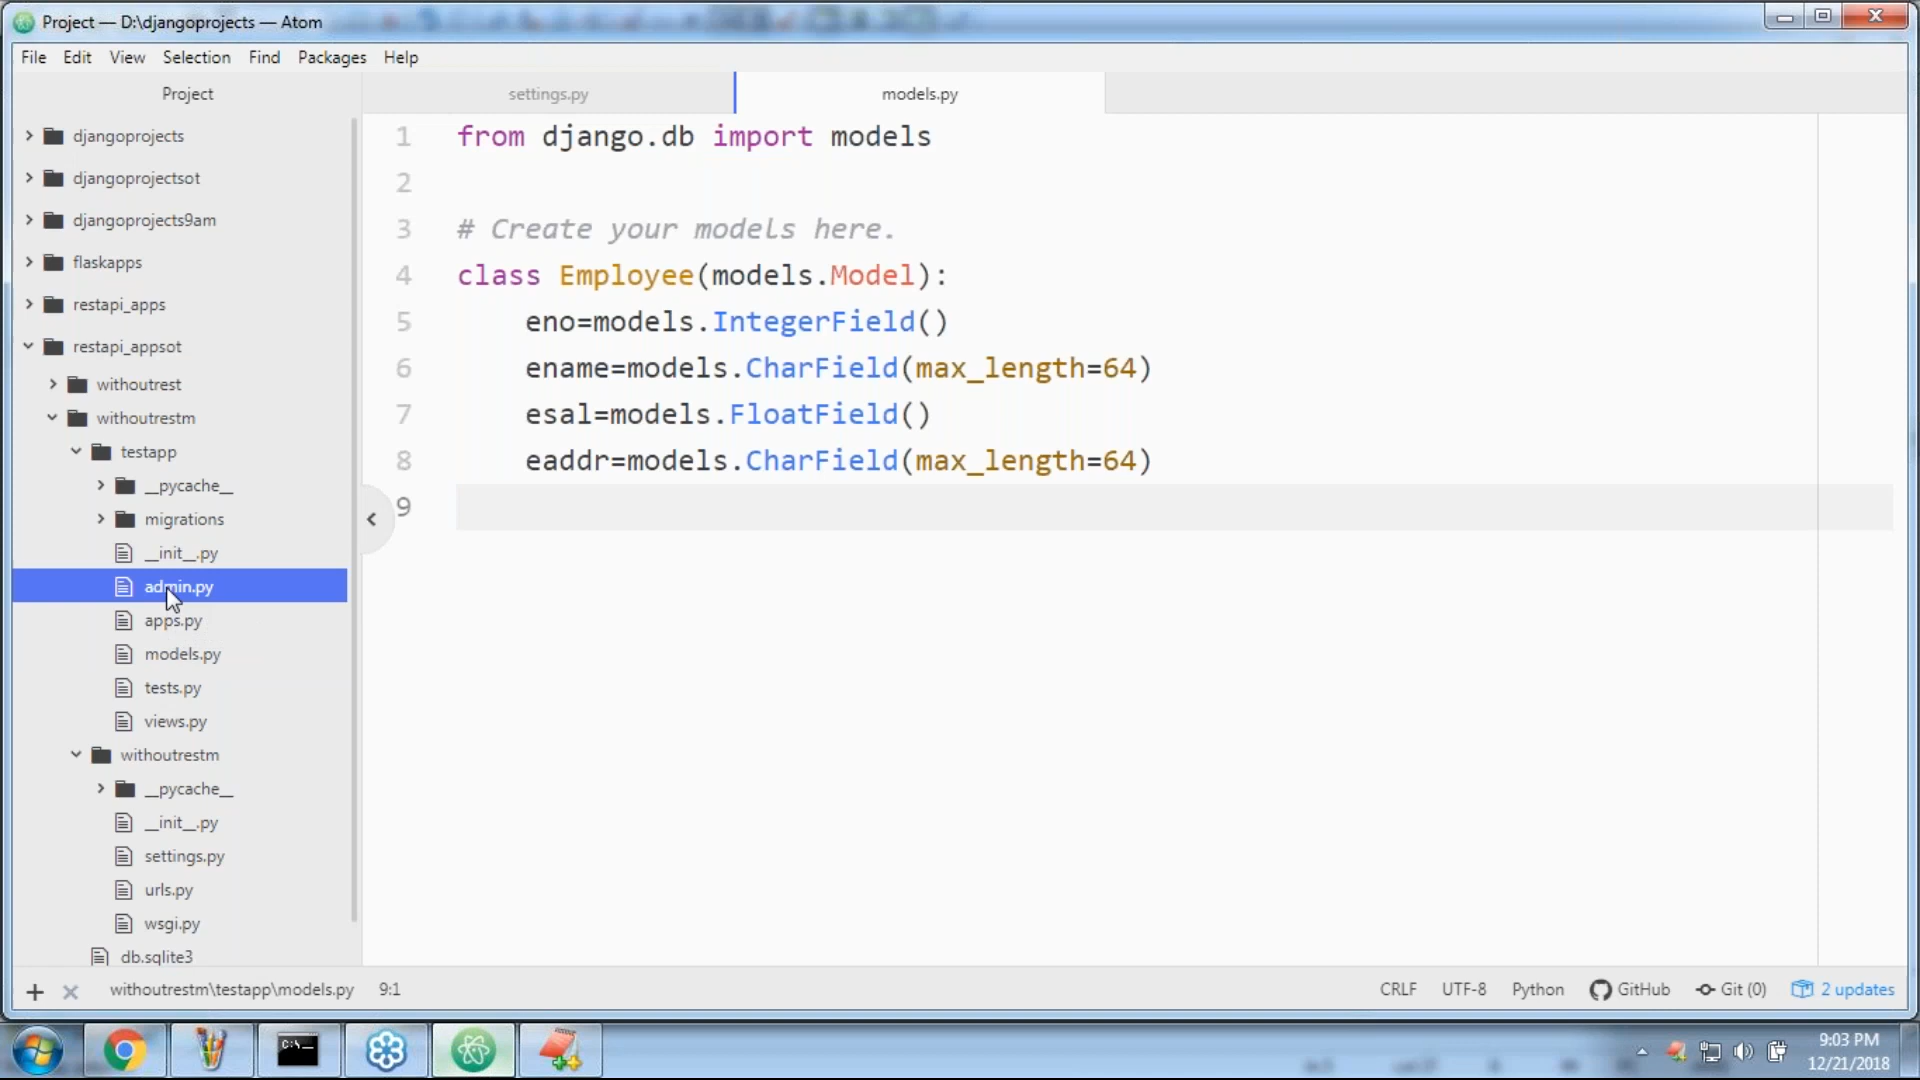 Project — D:\djangoprojects — Atom
File Edit View Selection Find Packages Help
Project
settings.py models.py
djangoprojects
djangoprojectsot
djangoprojects9am
flaskapps
restapi_apps
restapi_appsot
withoutrest
withoutrestm
testapp
__pycache__
migrations
__init__.py
admin.py
apps.py
models.py
tests.py
views.py
withoutrestm
__pycache__
__init__.py
settings.py
urls.py
wsgi.py
db.sqlite3
1 from django.db import models
2
3 # Create your models here.
4 class Employee(models.Model):
5 eno=models.IntegerField()
6 ename=models.CharField(max_length=64)
7 esal=models.FloatField()
8 eaddr=models.CharField(max_length=64)
9
withoutrestm\testapp\models.py 9:1 CRLF UTF-8 Python GitHub Git (0) 2 updates
C:\_
9:03 PM
12/21/2018